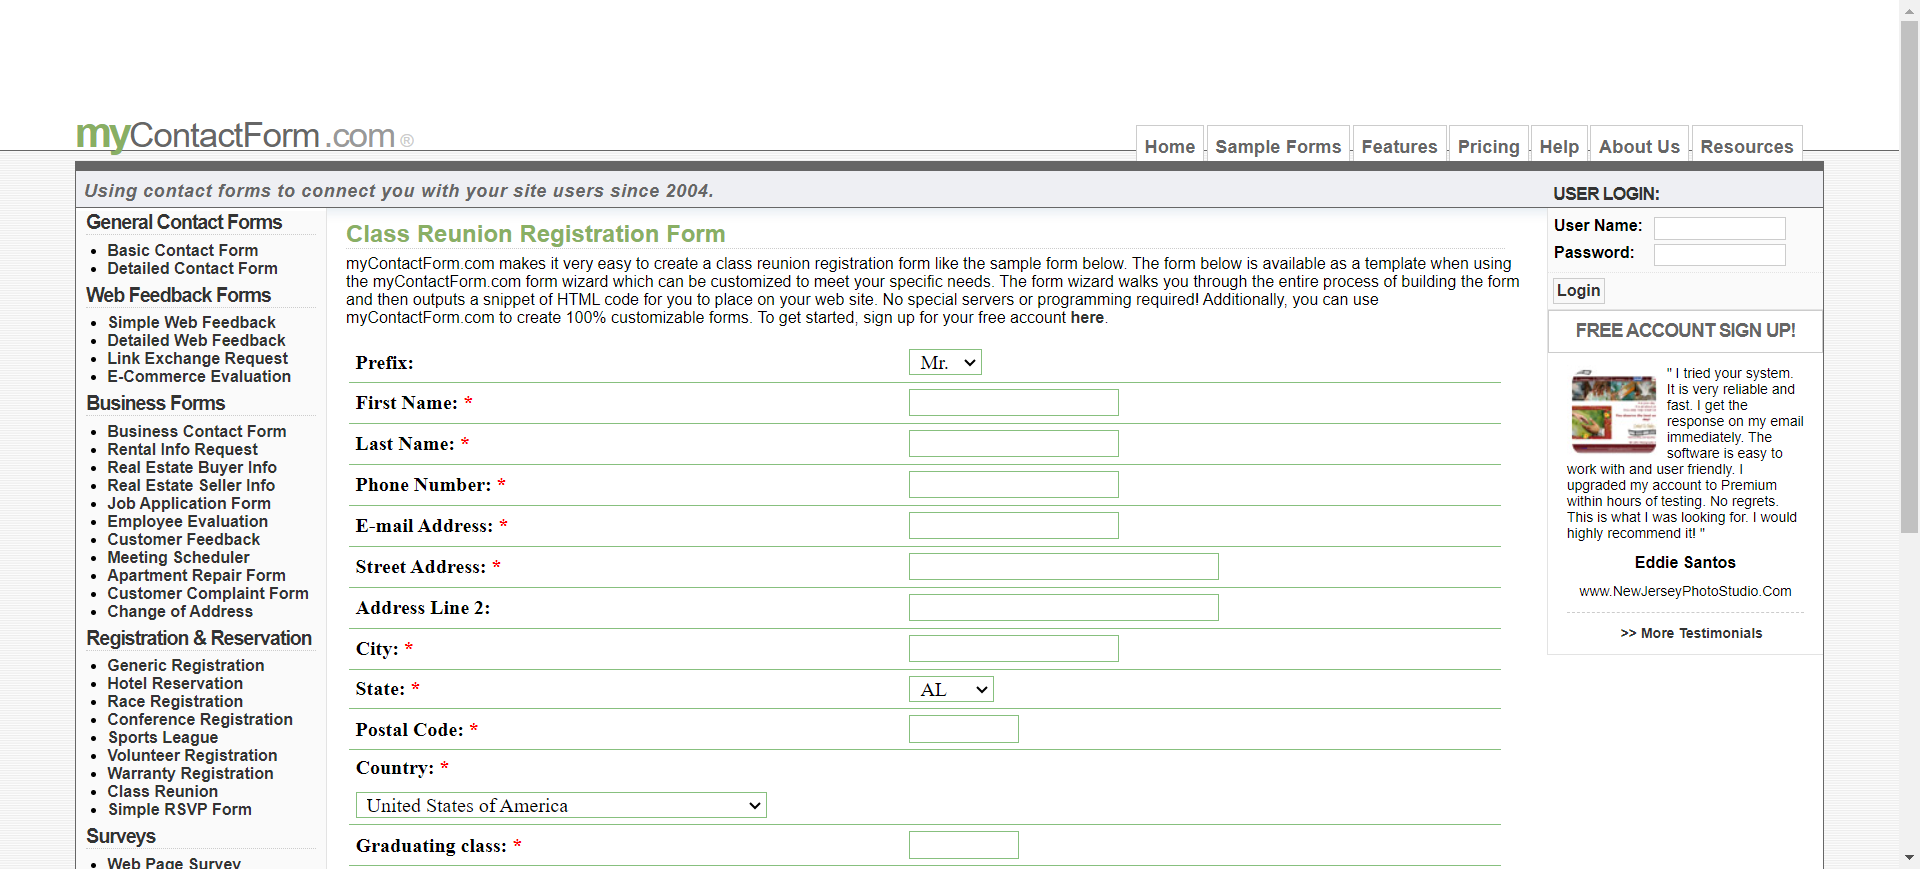 myContactForm.com®
Home
Sample Forms
Features
Pricing
Help
About Us
Resources
Using contact forms to connect you with your site users since 2004.
General Contact Forms
Basic Contact Form
Detailed Contact Form
Web Feedback Forms
Simple Web Feedback
Detailed Web Feedback
Link Exchange Request
E-Commerce Evaluation
Business Forms
Business Contact Form
Rental Info Request
Real Estate Buyer Info
Real Estate Seller Info
Job Application Form
Employee Evaluation
Customer Feedback
Meeting Scheduler
Apartment Repair Form
Customer Complaint Form
Change of Address
Registration & Reservation
Generic Registration
Hotel Reservation
Race Registration
Conference Registration
Sports League
Volunteer Registration
Warranty Registration
Class Reunion
Simple RSVP Form
Surveys
Web Page Survey
Class Reunion Registration Form
myContactForm.com makes it very easy to create a class reunion registration form like the sample form below. The form below is available as a template when using
the myContactForm.com form wizard which can be customized to meet your specific needs. The form wizard walks you through the entire process of building the form
and then outputs a snippet of HTML code for you to place on your web site. No special servers or programming required! Additionally, you can use
myContactForm.com to create 100% customizable forms. To get started, sign up for your free account here.
Prefix: Mr.
First Name: *
Last Name: *
Phone Number: *
E-mail Address: *
Street Address: *
Address Line 2:
City: *
State: * AL
Postal Code: *
Country: *
United States of America
Graduating class: *
USER LOGIN:
User Name:
Password:
Login
FREE ACCOUNT SIGN UP!
" I tried your system.
It is very reliable and
fast. I get the
response on my email
immediately. The
software is easy to
work with and user friendly. I
upgraded my account to Premium
within hours of testing. No regrets.
This is what I was looking for. I would
highly recommend it! "
Eddie Santos
www.NewJerseyPhotoStudio.Com
>> More Testimonials